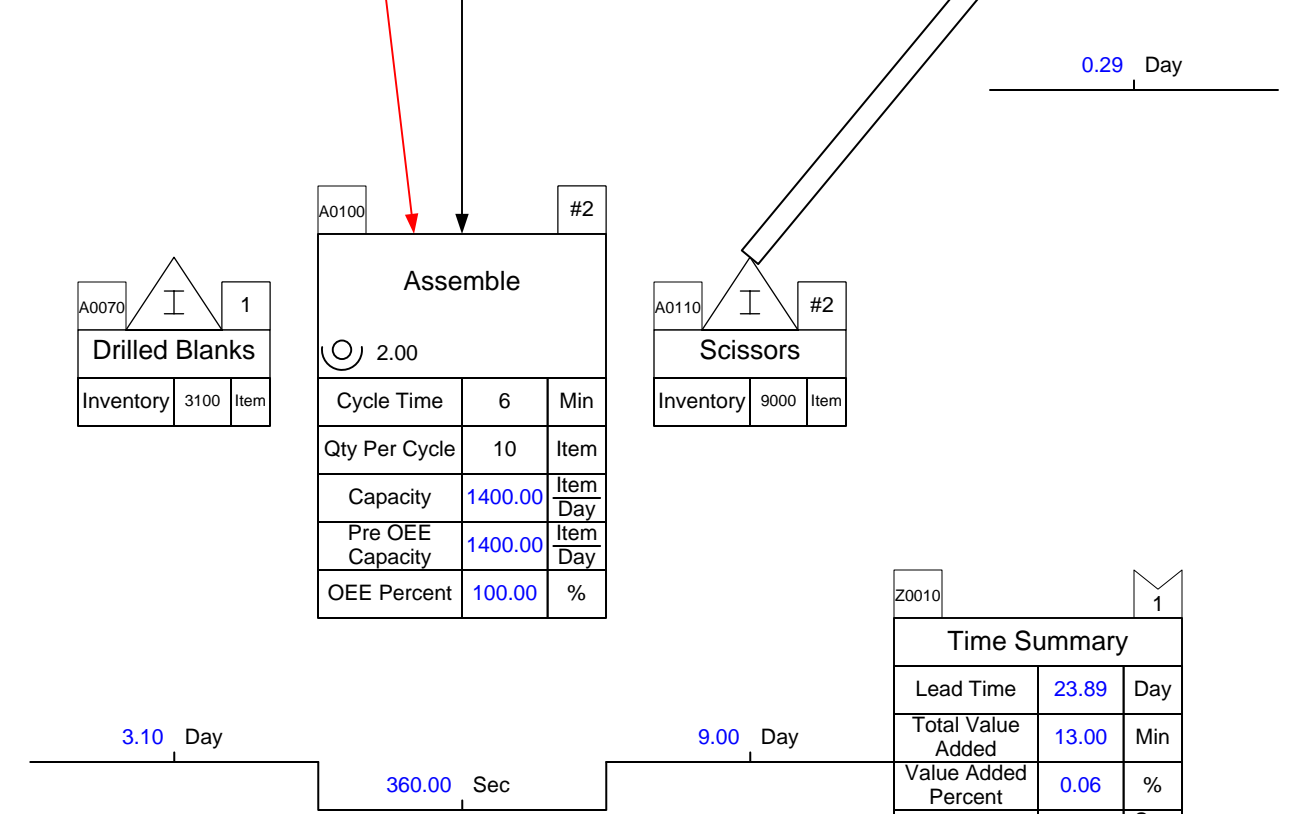 0.29 Day
A0100 #2
Assemble
2.00
Cycle Time 6 Min
Qty Per Cycle 10 Item
Capacity 1400.00 Item
Day
Pre OEE
Capacity 1400.00 Item
Day
OEE Percent 100.00 %
A0070 I 1
Drilled Blanks
Inventory 3100 Item
A0110 I #2
Scissors
Inventory 9000 Item
Z0010 1
Time Summary
Lead Time 23.89 Day
Total Value
Added 13.00 Min
Value Added
Percent 0.06 %
3.10 Day
360.00 Sec
9.00 Day